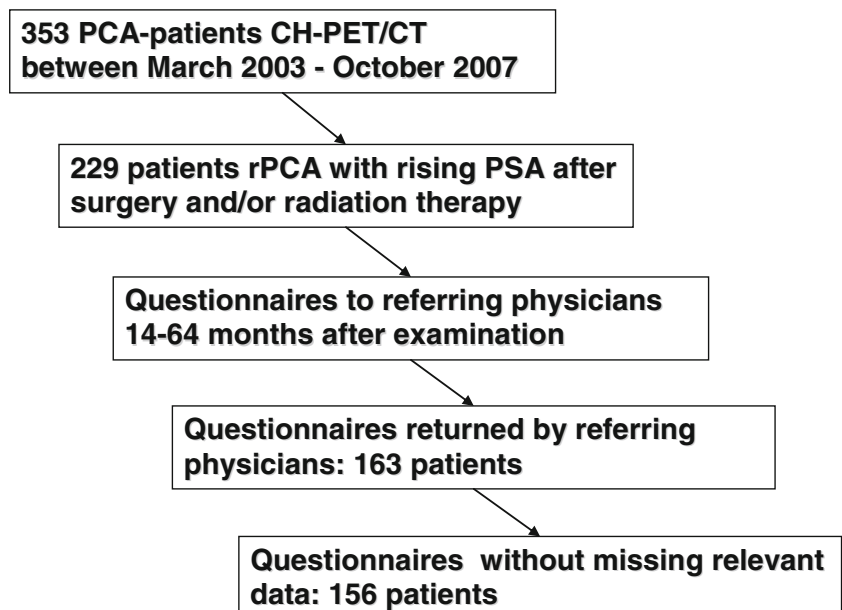 353 PCA-patients CH-PET/CT
between March 2003 - October 2007
229 patients rPCA with rising PSA after
surgery and/or radiation therapy
Questionnaires to referring physicians
14-64 months after examination
Questionnaires returned by referring
physicians: 163 patients
Questionnaires without missing relevant
data: 156 patients